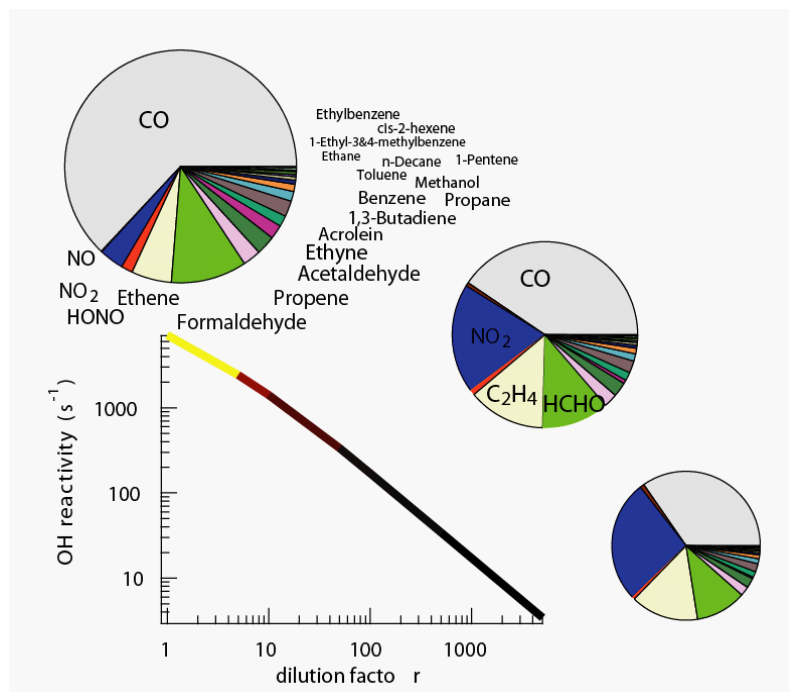 CO
Ethylbenzene
cis-2-hexene
1-Ethyl-3&4-methylbenzene
Ethane
n-Decane
1-Pentene
Toluene
Methanol
Benzene
Propane
1,3-Butadiene
Acrolein
Ethyne
Acetaldehyde
Propene
Formaldehyde
NO
NO2
Ethene
HONO
CO
NO2
C2H4
HCHO
OH reactivity (s-1)
1000
100
10
1 10 100 1000
dilution facto r